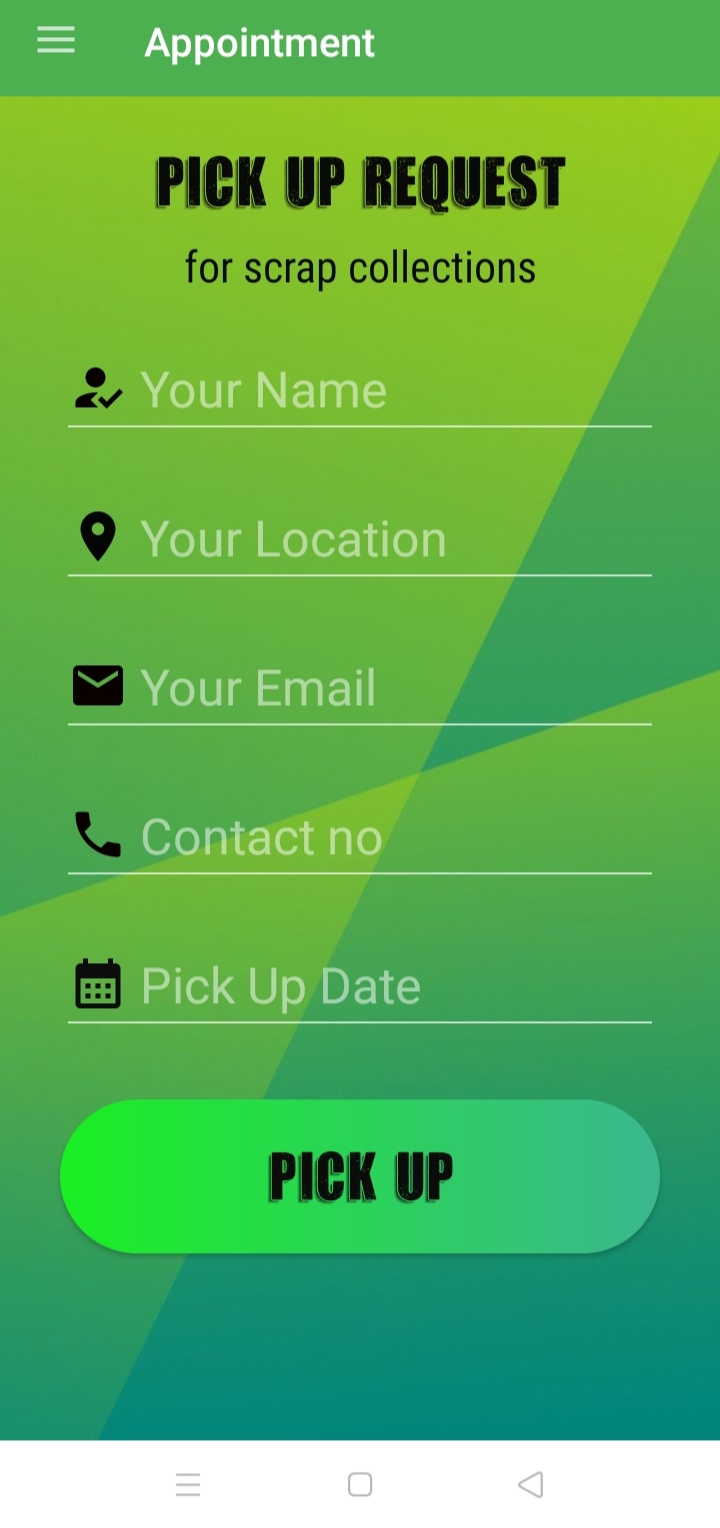 Appointment
PICK UP REQUEST
for scrap collections
Your Name
Your Location
Your Email
Contact no
Pick Up Date
PICK UP